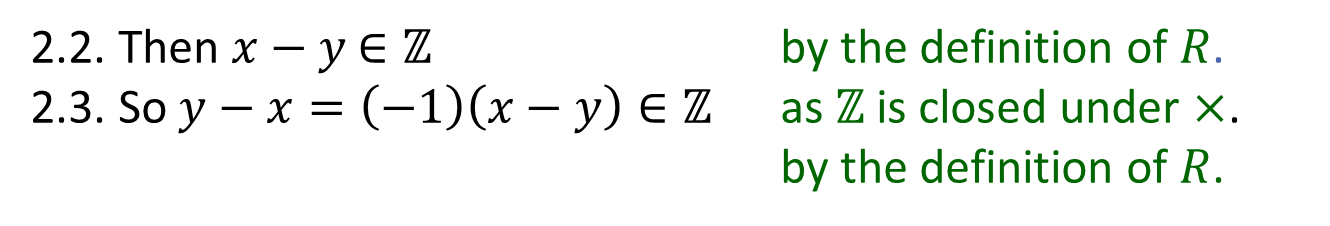 2.2. Then x − y ∈ ℤ by the definition of R.
2.3. So y − x = (−1)(x − y) ∈ ℤ as ℤ is closed under ×.
by the definition of R.